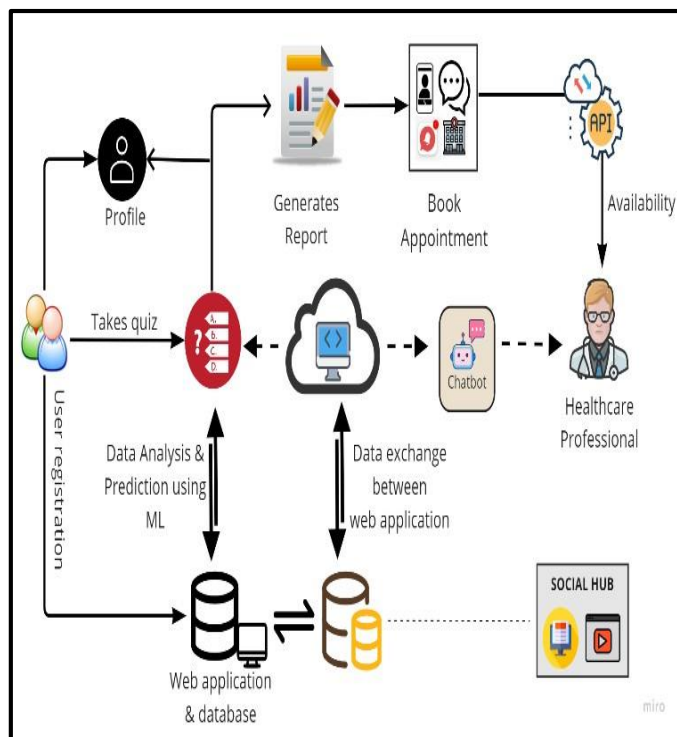 API
Profile
Generates
Report
Book
Appointment
Availability
Takes quiz
?
A.
b.
C.
D.
Chatbot
Healthcare
Professional
User registration
Data Analysis &
Prediction using
ML
Data exchange
between
web application
SOCIAL HUB
Web application
& database
miro